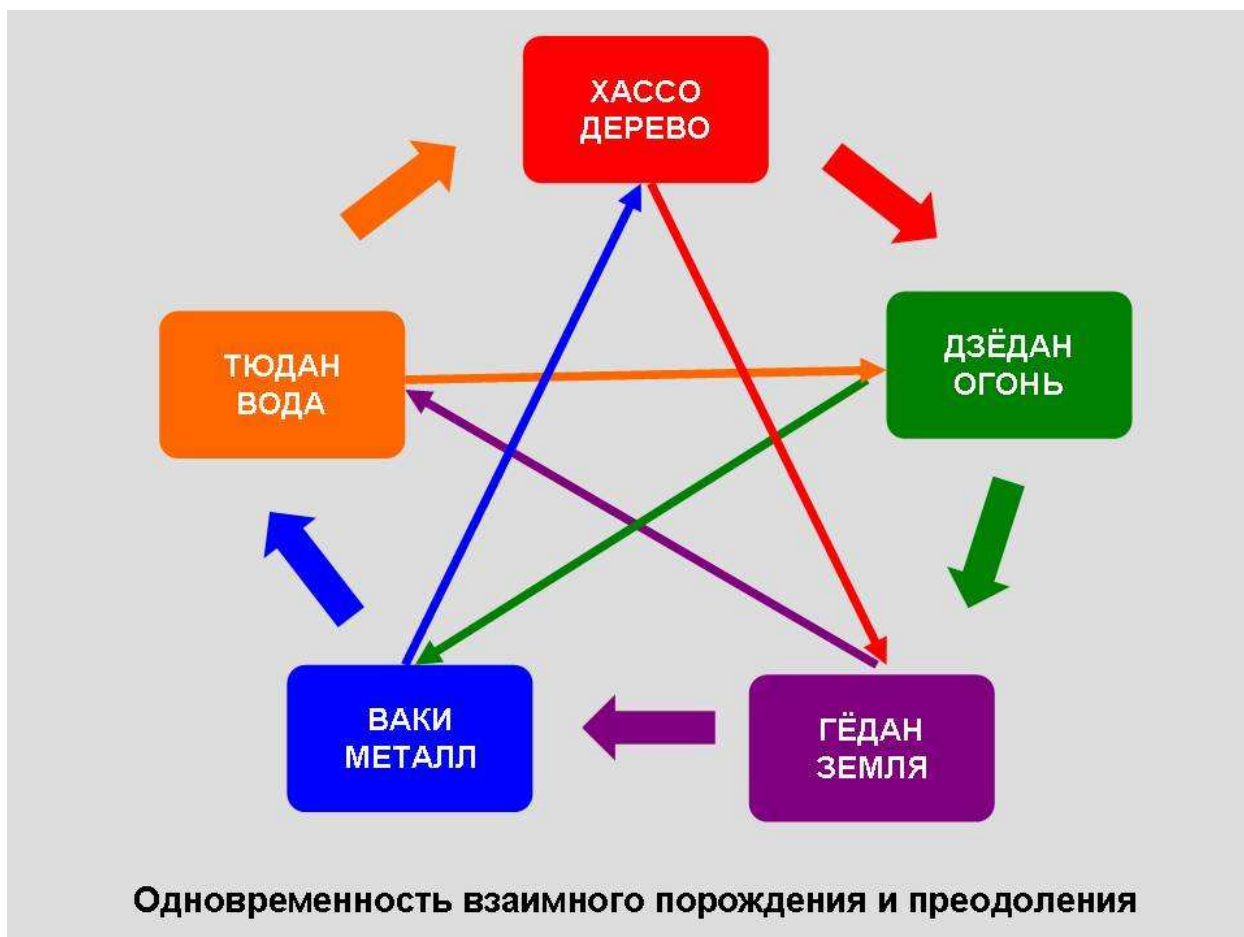 ХАССО
ДЕРЕВО
ДЗЁДАН
ОГОНЬ
ТЮДАН
ВОДА
ВАКИ
МЕТАЛЛ
ГЁДАН
ЗЕМЛЯ
Одновременность взаимного порождения и преодоления